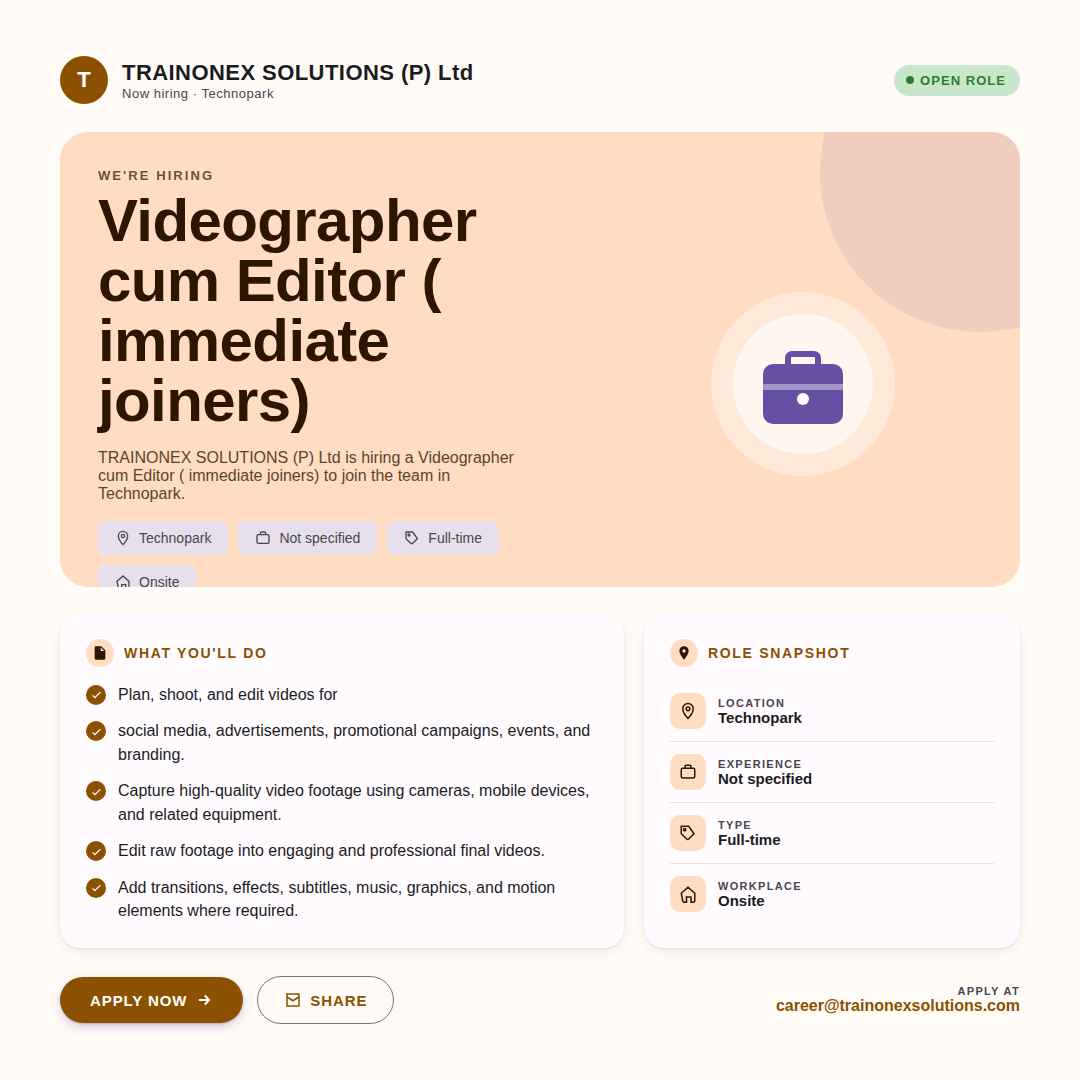 T
TRAINONEX SOLUTIONS (P) Ltd
Now hiring · Technopark
OPEN ROLE
WE'RE HIRING
Videographer
cum Editor (
immediate
joiners)
TRAINONEX SOLUTIONS (P) Ltd is hiring a Videographer
cum Editor ( immediate joiners) to join the team in
Technopark.
Technopark
Not specified
Full-time
Onsite
WHAT YOU'LL DO
Plan, shoot, and edit videos for
social media, advertisements, promotional campaigns, events, and
branding.
Capture high-quality video footage using cameras, mobile devices,
and related equipment.
Edit raw footage into engaging and professional final videos.
Add transitions, effects, subtitles, music, graphics, and motion
elements where required.
ROLE SNAPSHOT
LOCATION
Technopark
EXPERIENCE
Not specified
TYPE
Full-time
WORKPLACE
Onsite
APPLY NOW
SHARE
APPLY AT
career@trainonexsolutions.com